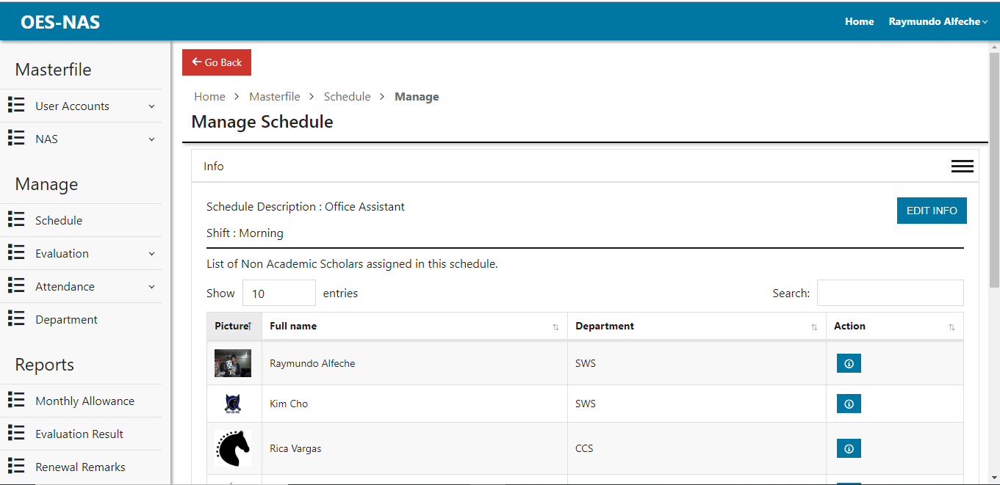 OES-NAS
Home Raymundo Alfeche
Masterfile
User Accounts
NAS
Manage
Schedule
Evaluation
Attendance
Department
Reports
Monthly Allowance
Evaluation Result
Renewal Remarks
Go Back
Home > Masterfile > Schedule > Manage
Manage Schedule
Info
Schedule Description : Office Assistant
EDIT INFO
Shift : Morning
List of Non Academic Scholars assigned in this schedule.
Show 10 entries Search:
Picture Full name Department Action
Raymundo Alfeche SWS
Kim Cho SWS
Rica Vargas CCS